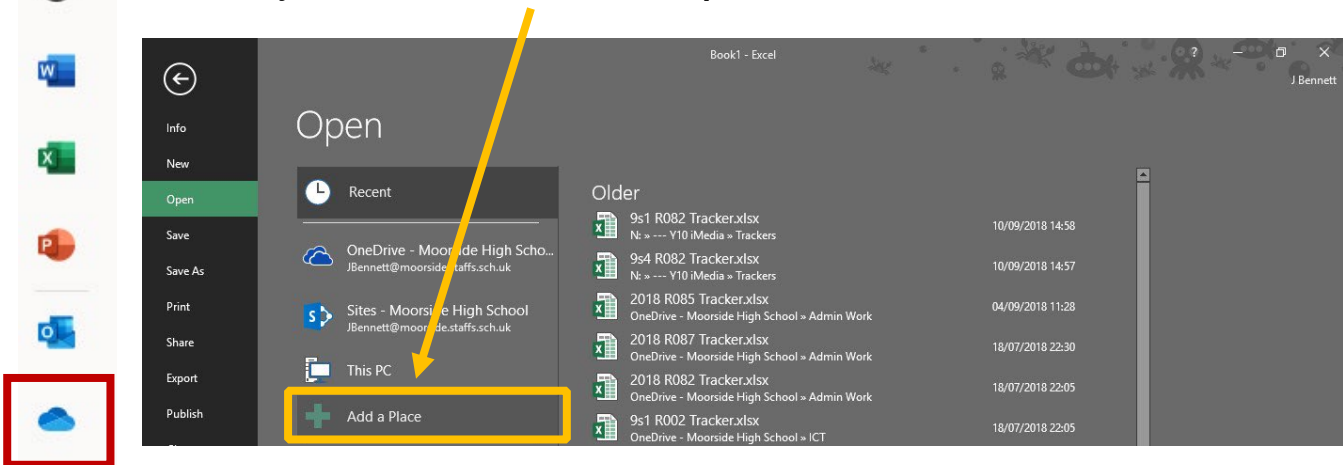 Book1 - Excel
?
J Bennett
Info
New
Open
Save
Save As
Print
Share
Export
Publish
Open
Recent
OneDrive - Moorside High Scho...
JBennett@moorside.staffs.sch.uk
Sites - Moorside High School
JBennett@moorside.staffs.sch.uk
This PC
Add a Place
Older
9s1 R082 Tracker.xlsx
N: » --- Y10 iMedia » Trackers
10/09/2018 14:58
9s4 R082 Tracker.xlsx
N: » --- Y10 iMedia » Trackers
10/09/2018 14:57
2018 R085 Tracker.xlsx
OneDrive - Moorside High School » Admin Work
04/09/2018 11:28
2018 R087 Tracker.xlsx
OneDrive - Moorside High School » Admin Work
18/07/2018 22:30
2018 R082 Tracker.xlsx
OneDrive - Moorside High School » Admin Work
18/07/2018 22:05
9s1 R002 Tracker.xlsx
OneDrive - Moorside High School » ICT
18/07/2018 22:05
W
X
P
O